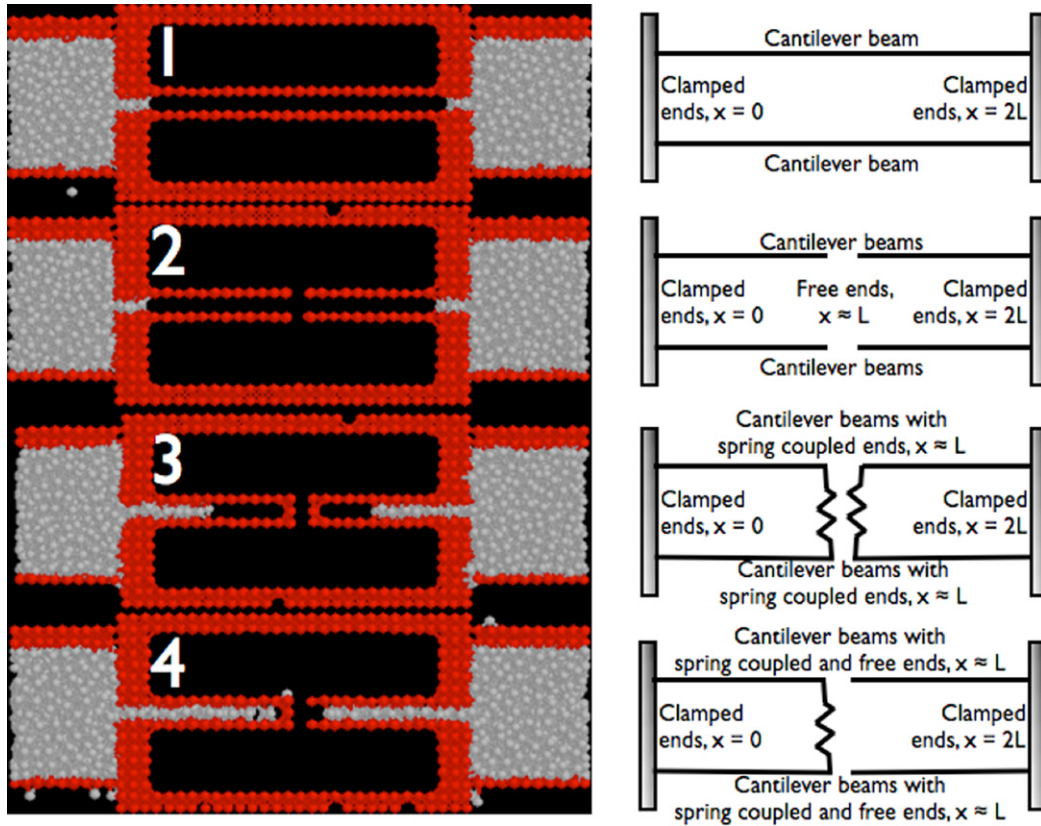 1
Cantilever beam
Clamped
ends, x = 0
Clamped
ends, x = 2L
Cantilever beam
2
Cantilever beams
Clamped
ends, x = 0
Free ends,
x ≈ L
Clamped
ends, x = 2L
Cantilever beams
3
Cantilever beams with
spring coupled ends, x ≈ L
Clamped
ends, x = 0
Clamped
ends, x = 2L
Cantilever beams with
spring coupled ends, x ≈ L
4
Cantilever beams with
spring coupled and free ends, x ≈ L
Clamped
ends, x = 0
Clamped
ends, x = 2L
Cantilever beams with
spring coupled and free ends, x ≈ L